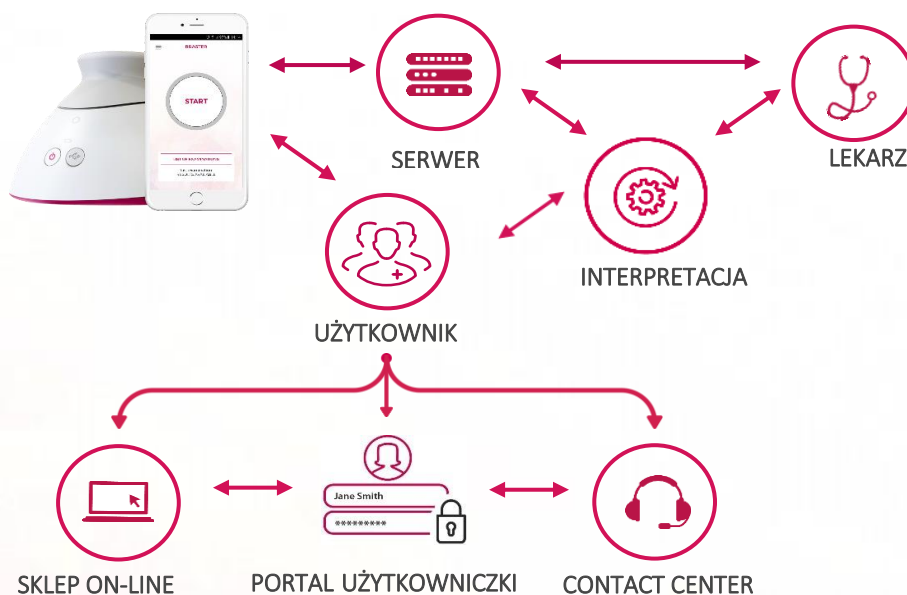 START
SERWER
LEKARZ
INTERPRETACJA
UŻYTKOWNIK
Jane Smith
*********
SKLEP ON-LINE
PORTAL UŻYTKOWNICZKI
CONTACT CENTER